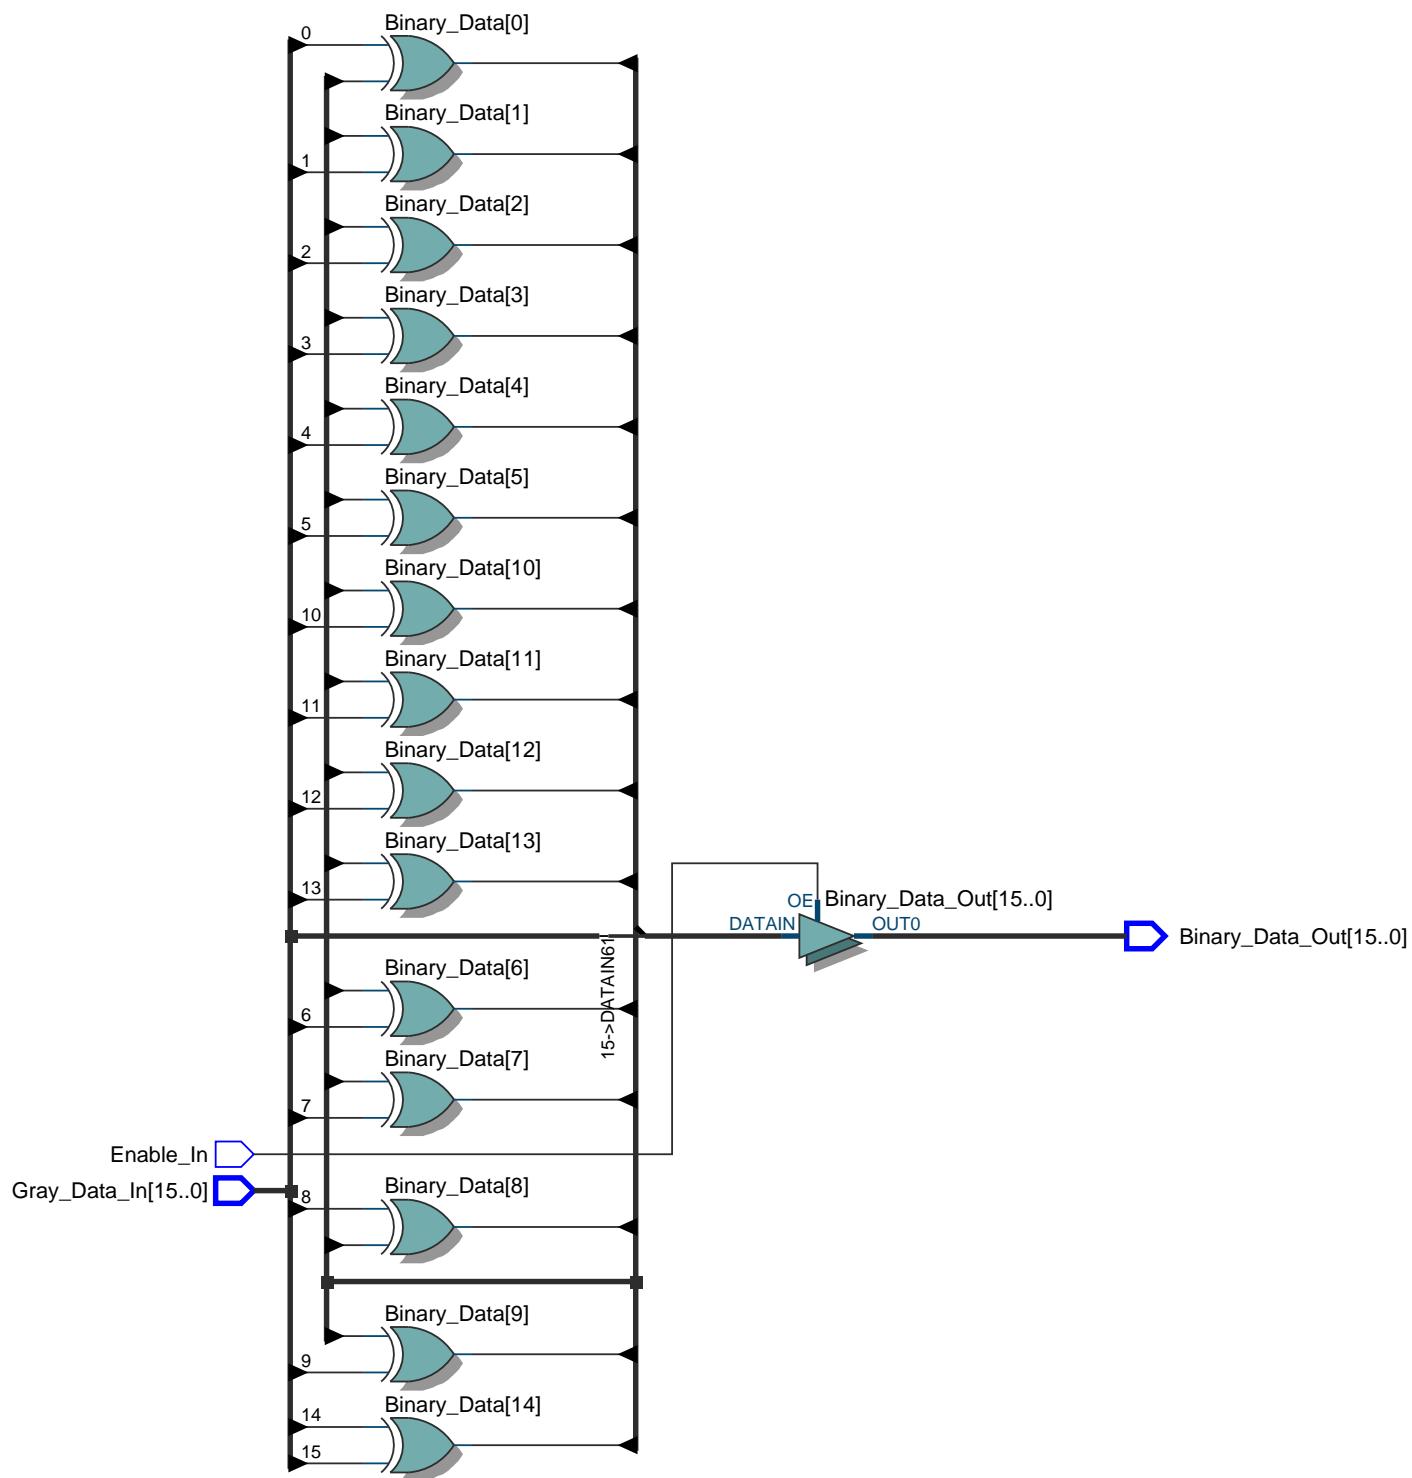 Binary_Data[0]
0
Binary_Data[1]
1
Binary_Data[2]
2
Binary_Data[3]
3
Binary_Data[4]
4
Binary_Data[5]
5
Binary_Data[10]
10
Binary_Data[11]
11
Binary_Data[12]
12
Binary_Data[13]
13
OE
Binary_Data_Out[15..0]
DATAIN
OUT0
Binary_Data_Out[15..0]
15->DATAIN61
Binary_Data[6]
6
Binary_Data[7]
7
Enable_In
Gray_Data_In[15..0]
Binary_Data[8]
8
Binary_Data[9]
9
Binary_Data[14]
14
15